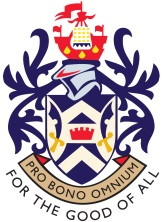 PRO BONO OMNIUM
FOR THE GOOD OF ALL